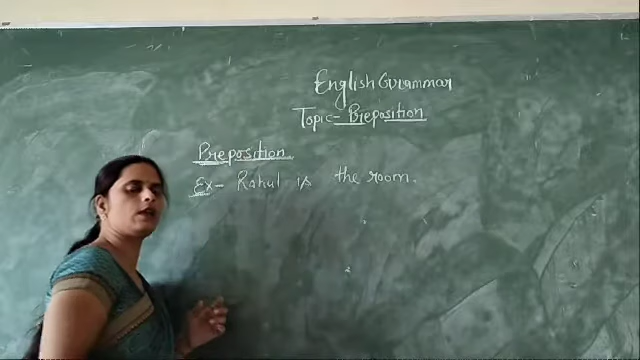 English Grammar
Topic- Preposition
Preposition
Ex- Rahul is the room.